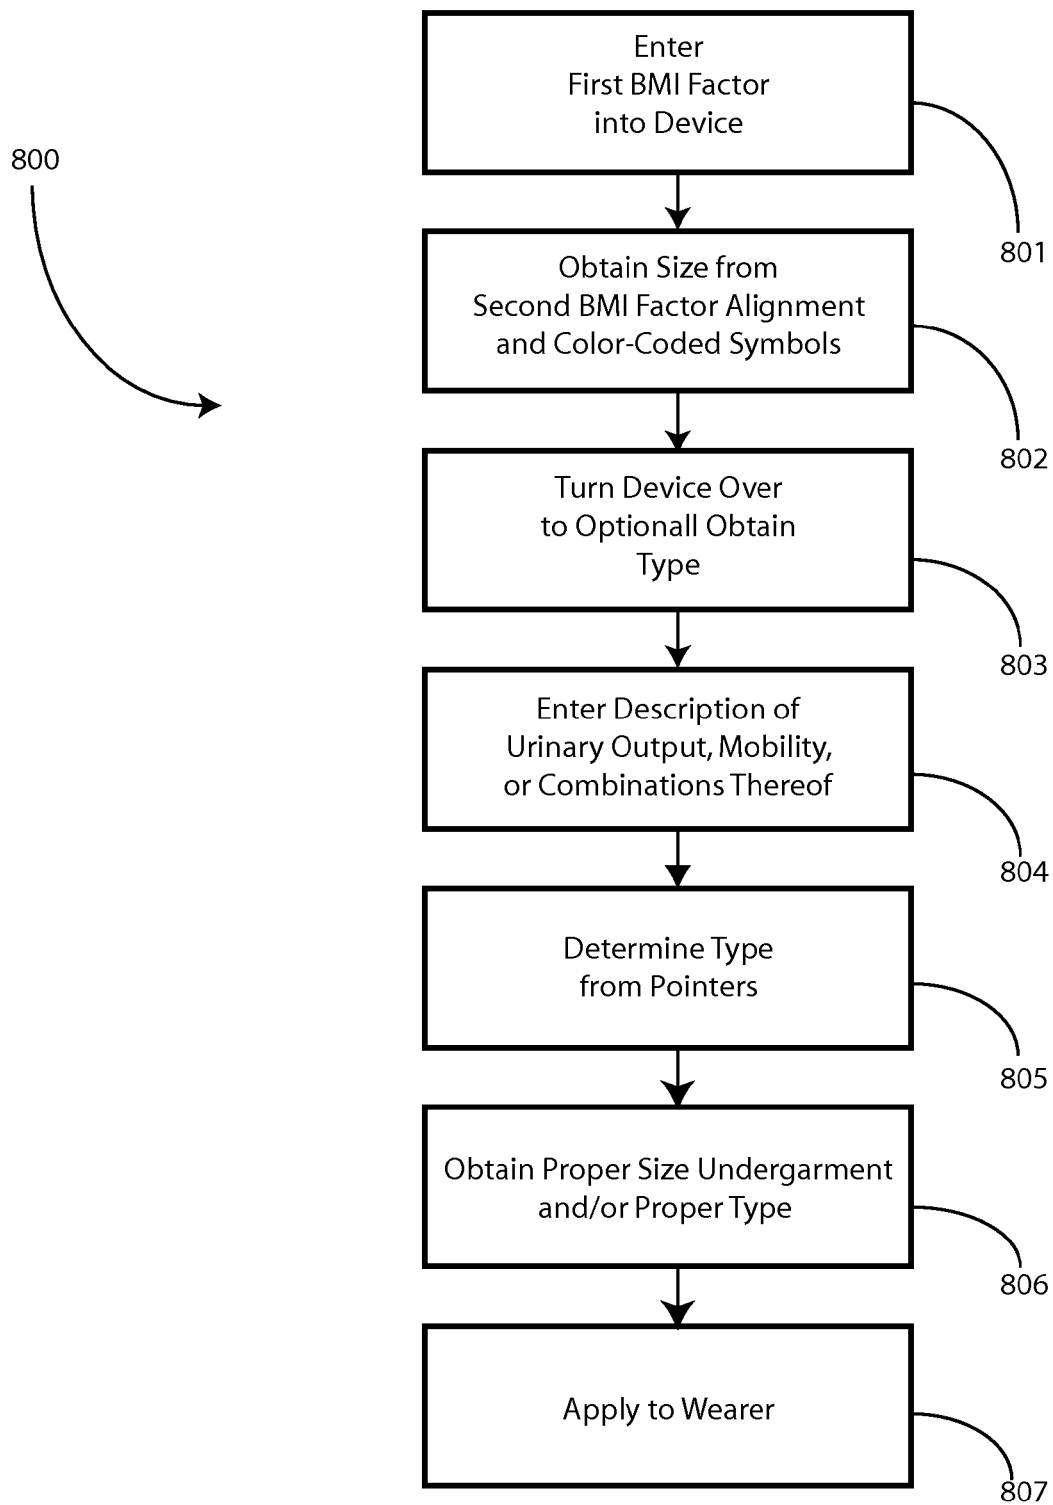 Enter
First BMI Factor
into Device
800
801
Obtain Size from
Second BMI Factor Alignment
and Color-Coded Symbols
802
Turn Device Over
to Optionall Obtain
Type
803
Enter Description of
Urinary Output, Mobility,
or Combinations Thereof
804
Determine Type
from Pointers
805
Obtain Proper Size Undergarment
and/or Proper Type
806
Apply to Wearer
807